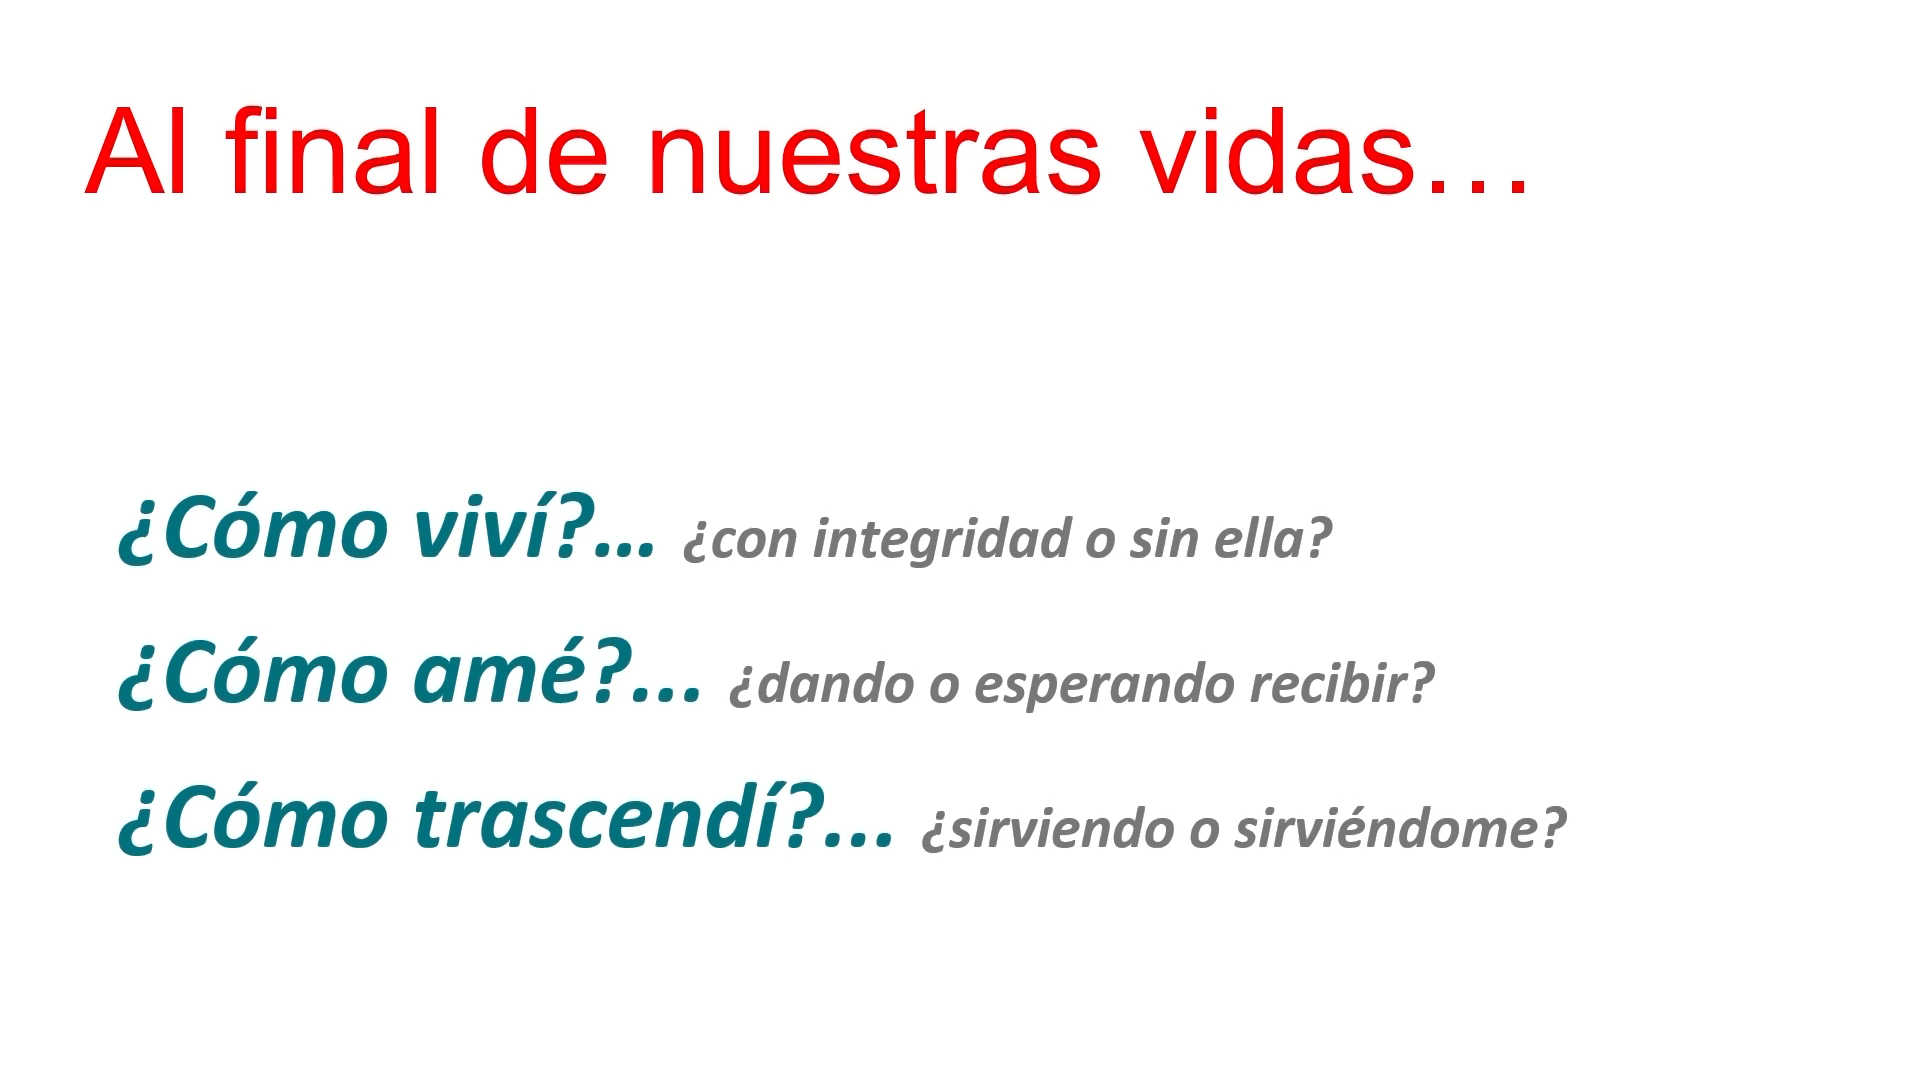 Al final de nuestras vidas…
¿Cómo viví?… ¿con integridad o sin ella?
¿Cómo amé?... ¿dando o esperando recibir?
¿Cómo trascendí?... ¿sirviendo o sirviéndome?